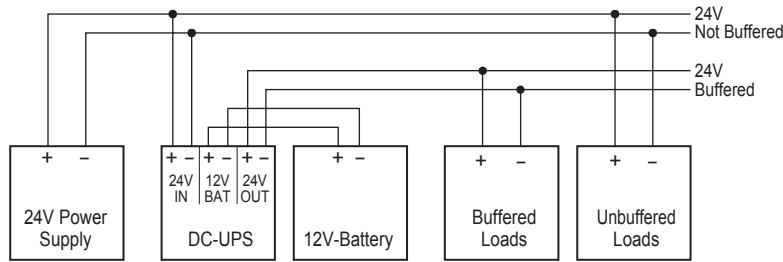 24V
Not Buffered
24V
Buffered
+ –
+ – + – + –
+ –
+ –
+ –
24V
IN
12V
BAT
24V
OUT
24V Power
Supply
DC-UPS
12V-Battery
Buffered
Loads
Unbuffered
Loads